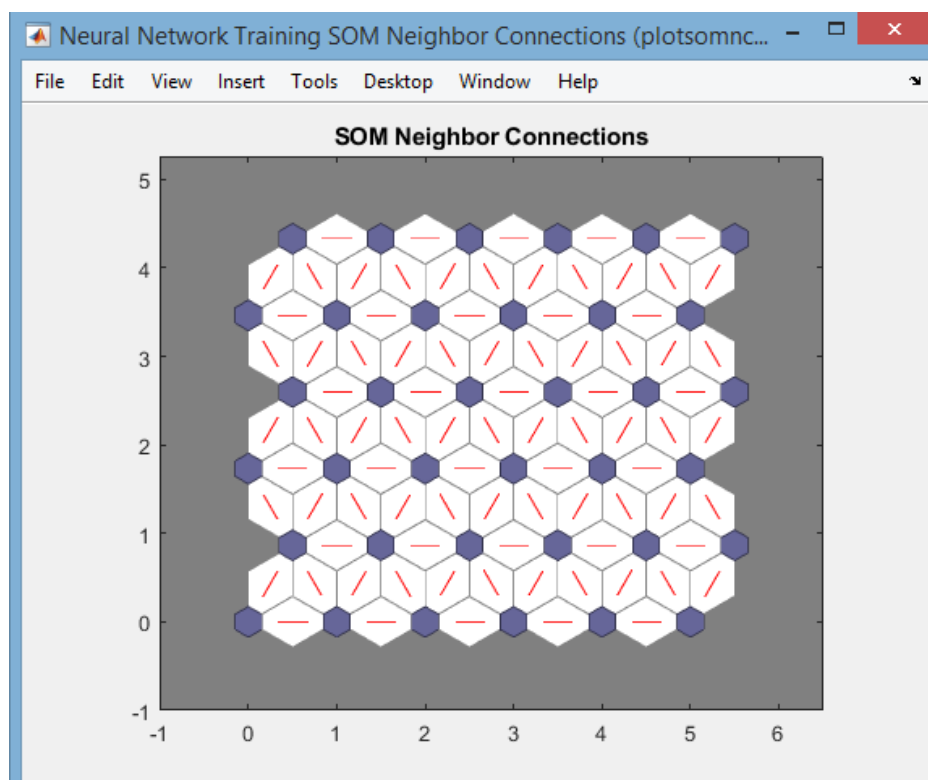 Neural Network Training SOM Neighbor Connections (plotsomnc...
File Edit View Insert Tools Desktop Window Help
SOM Neighbor Connections
5
4
3
2
1
0
-1
-1 0 1 2 3 4 5 6